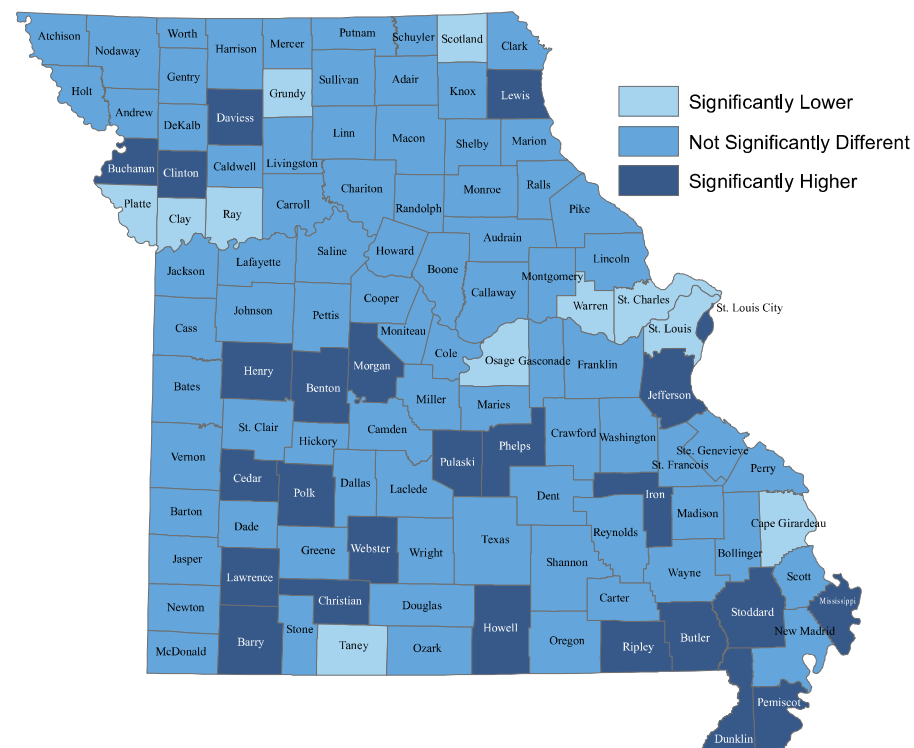 Atchison
Nodaway
Worth
Harrison
Mercer
Putnam
Schuyler
Scotland
Clark
Gentry
Sullivan
Adair
Holt
Grundy
Knox
Lewis
Andrew
DeKalb
Daviess
Linn
Macon
Shelby
Marion
Buchanan
Clinton
Caldwell
Livingston
Chariton
Monroe
Ralls
Platte
Clay
Ray
Carroll
Randolph
Pike
Audrain
Jackson
Lafayette
Saline
Howard
Boone
Callaway
Montgomery
Lincoln
Warren
St. Charles
St. Louis City
St. Louis
Cass
Johnson
Pettis
Cooper
Moniteau
Cole
Osage
Gasconade
Franklin
Jefferson
Bates
Henry
Benton
Morgan
Miller
Maries
St. Clair
Hickory
Camden
Pulaski
Phelps
Crawford
Washington
Ste. Genevieve
St. Francois
Perry
Vernon
Cedar
Polk
Dallas
Laclede
Dent
Iron
Madison
Cape Girardeau
Barton
Dade
Greene
Webster
Wright
Texas
Shannon
Reynolds
Wayne
Bollinger
Scott
Mississippi
Jasper
Lawrence
Christian
Douglas
Howell
Carter
Stoddard
New Madrid
Newton
Stone
Taney
Ozark
Oregon
Ripley
Butler
McDonald
Barry
Pemiscot
Dunklin
Significantly Lower
Not Significantly Different
Significantly Higher